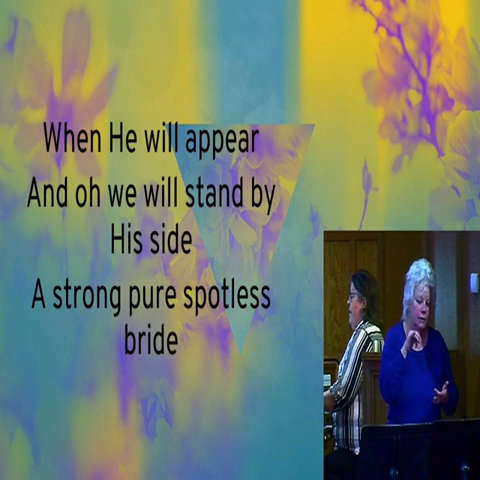 When He will appear
And oh we will stand by
His side
A strong pure spotless
bride